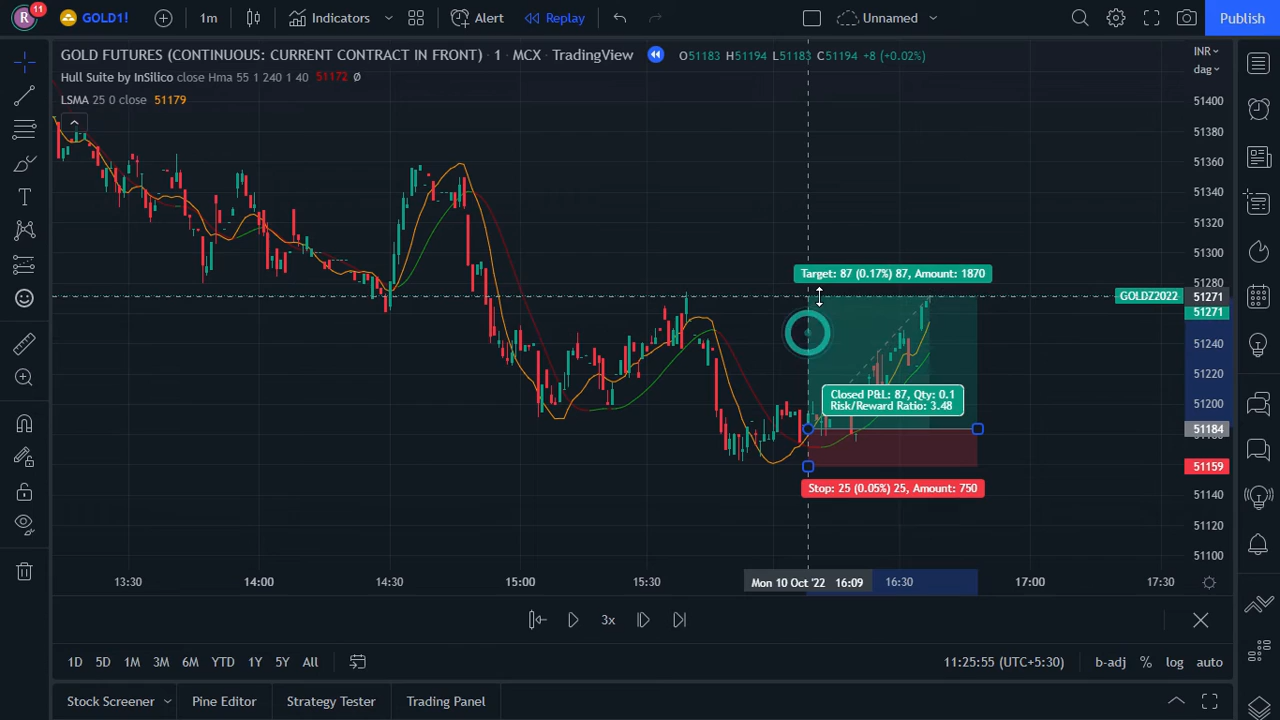 R 11 GOLD1! 1m Indicators Alert Replay Unnamed Publish
GOLD FUTURES (CONTINUOUS: CURRENT CONTRACT IN FRONT) · 1 · MCX · TradingView O51183 H51194 L51183 C51194 +8 (+0.02%)
Hull Suite by InSilico close Hma 55 1 240 1 40 51172 Ø
LSMA 25 0 close 51179
INR
dag
51400
51380
51360
51340
51320
51300
51280
GOLDZ2022 51271
51271
51240
51220
51200
51184
51159
51140
51120
51100
Target: 87 (0.17%) 87, Amount: 1870
Closed P&L: 87, Qty: 0.1
Risk/Reward Ratio: 3.48
Stop: 25 (0.05%) 25, Amount: 750
13:30 14:00 14:30 15:00 15:30 Mon 10 Oct '22 16:09 16:30 17:00 17:30
3x
1D 5D 1M 3M 6M YTD 1Y 5Y All 11:25:55 (UTC+5:30) b-adj % log auto
Stock Screener Pine Editor Strategy Tester Trading Panel